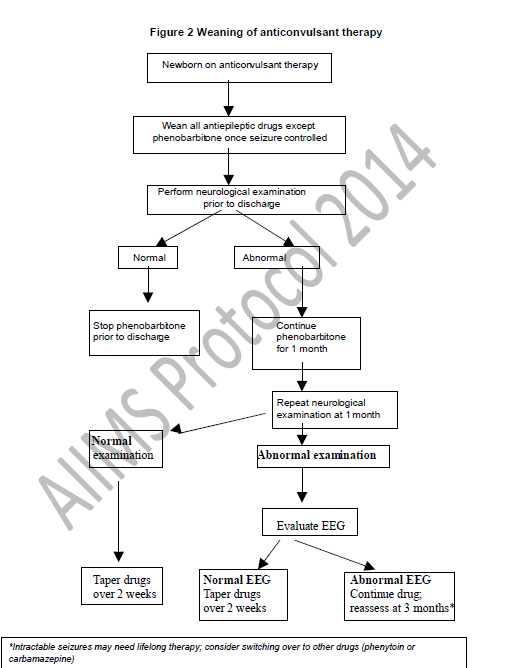 Figure 2 Weaning of anticonvulsant therapy
Newborn on anticonvulsant therapy
Wean all antiepileptic drugs except
phenobarbitone once seizure controlled
Perform neurological examination
prior to discharge
Normal
Abnormal
Stop phenobarbitone
prior to discharge
Continue
phenobarbitone
for 1 month
Repeat neurological
examination at 1 month
Normal
examination
Abnormal examination
Evaluate EEG
Taper drugs
over 2 weeks
Normal EEG
Taper drugs
over 2 weeks
Abnormal EEG
Continue drug;
reassess at 3 months*
*Intractable seizures may need lifelong therapy; consider switching over to other drugs (phenytoin or
carbamazepine)
AIIMS Protocol 2014